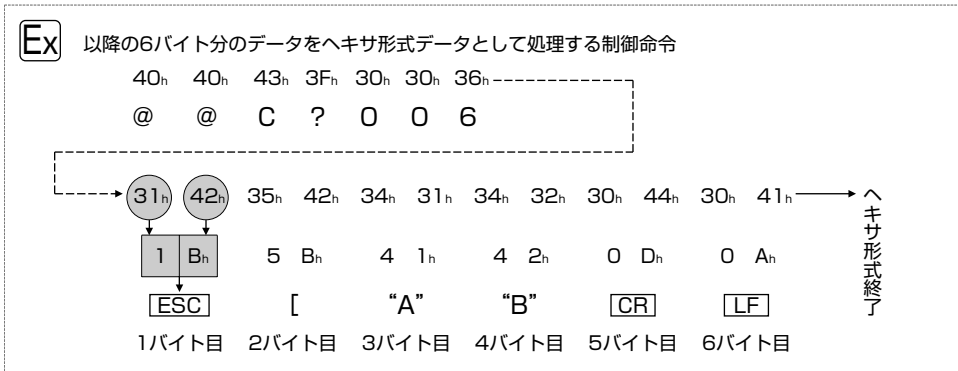 Ex 以降の6バイト分のデータをヘキサ形式データとして処理する制御命令
40h 40h 43h 3Fh 30h 30h 36h
@ @ C ? 0 0 6
31h 42h 35h 42h 34h 31h 34h 32h 30h 44h 30h 41h
ヘキサ形式終了
1 Bh 5 Bh 4 1h 4 2h 0 Dh 0 Ah
ESC [ “A” “B” CR LF
1バイト目 2バイト目 3バイト目 4バイト目 5バイト目 6バイト目